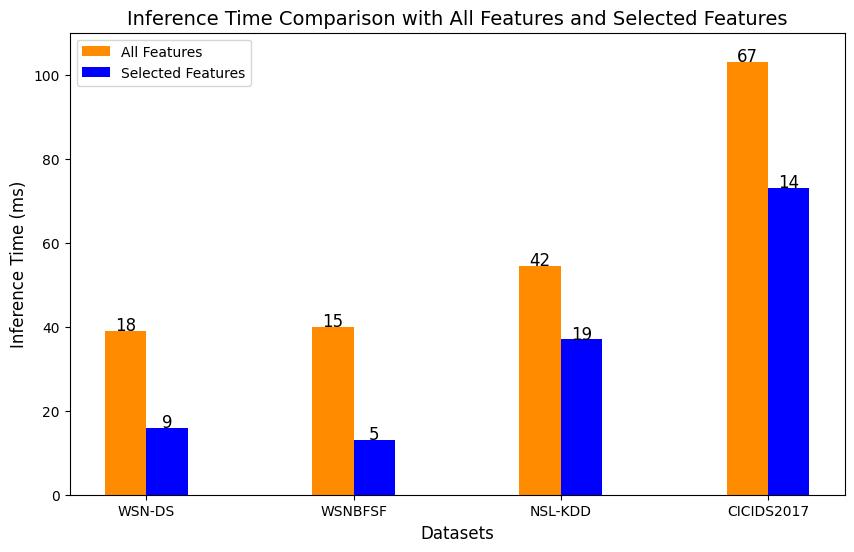 Inference Time Comparison with All Features and Selected Features
All Features
Selected Features
Inference Time (ms)
100
80
60
40
20
0
18
9
15
5
42
19
67
14
WSN-DS
WSNBFSF
NSL-KDD
CICIDS2017
Datasets